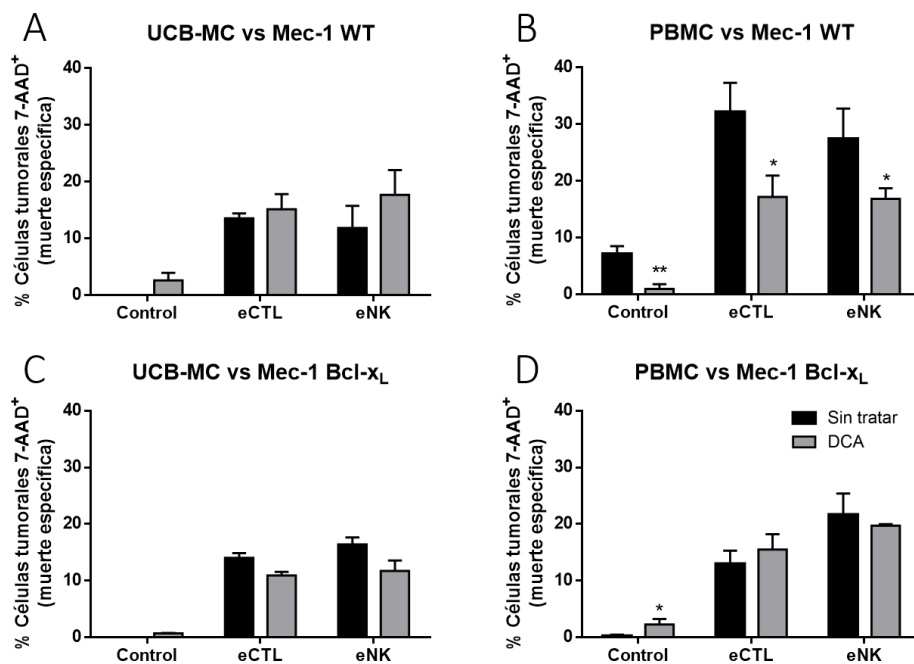 A
UCB-MC vs Mec-1 WT
% Células tumorales 7-AAD⁺
(muerte específica)
40
30
20
10
0
Control
eCTL
eNK
B
PBMC vs Mec-1 WT
% Células tumorales 7-AAD⁺
(muerte específica)
40
30
20
10
0
**
*
*
Control
eCTL
eNK
C
UCB-MC vs Mec-1 Bcl-x_L
% Células tumorales 7-AAD⁺
(muerte específica)
40
30
20
10
0
Control
eCTL
eNK
D
PBMC vs Mec-1 Bcl-x_L
% Células tumorales 7-AAD⁺
(muerte específica)
40
30
20
10
0
Sin tratar
DCA
*
Control
eCTL
eNK